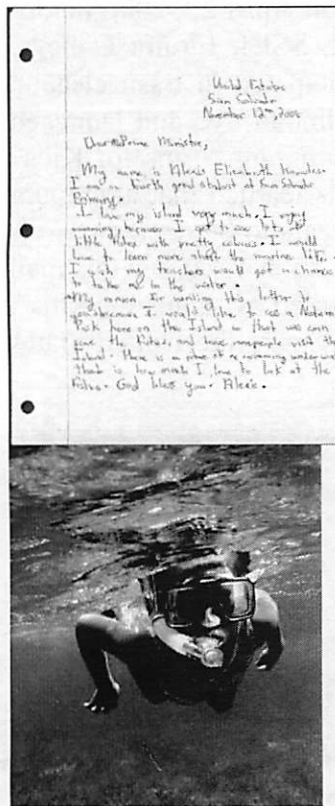 United Estates
San Salvador
November 12th, 2001
Dear Prime Minister,
My name is Alexis Elizabeth Knowles.
I am a fourth grade student at San Salvador
Primary.
I love my island very much. I enjoy
swimming, because I get to see lots of
little fishes with pretty colours. I would
love to learn more about the marine life.
I wish my teachers would get a chance
to take me in the water.
My reason for writing this letter to
you because I would like to see a National
Park here on the Island so that we can
save the fishes, and have more people visit the
Island. There is a photo of me swimming underwater
that is how much I love to look at the
fishes. God bless you. Alexis.